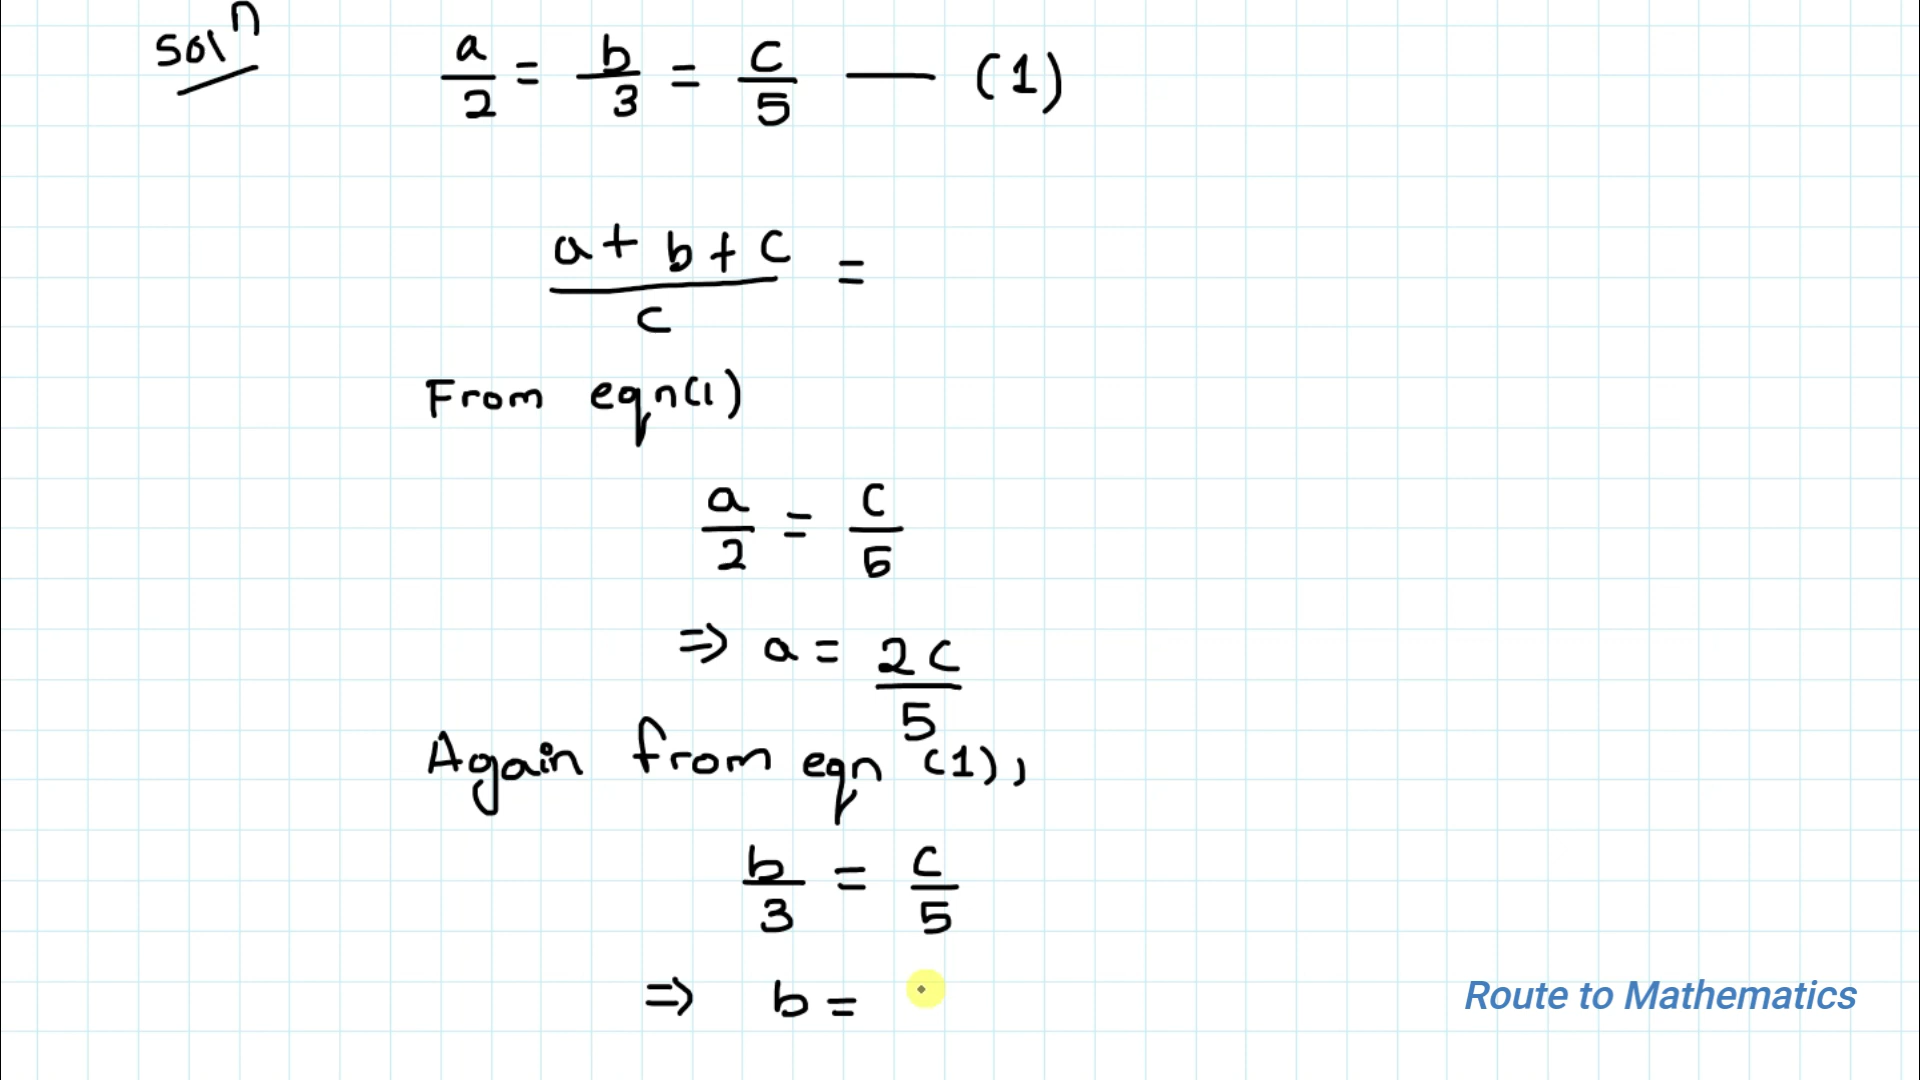 solⁿ a/2 = b/3 = c/5 — (1)
(a + b + c)/c =
From eqn(1)
a/2 = c/5
⇒ a = 2c/5
Again from eqn (1),
b/3 = c/5
⇒ b =
Route to Mathematics